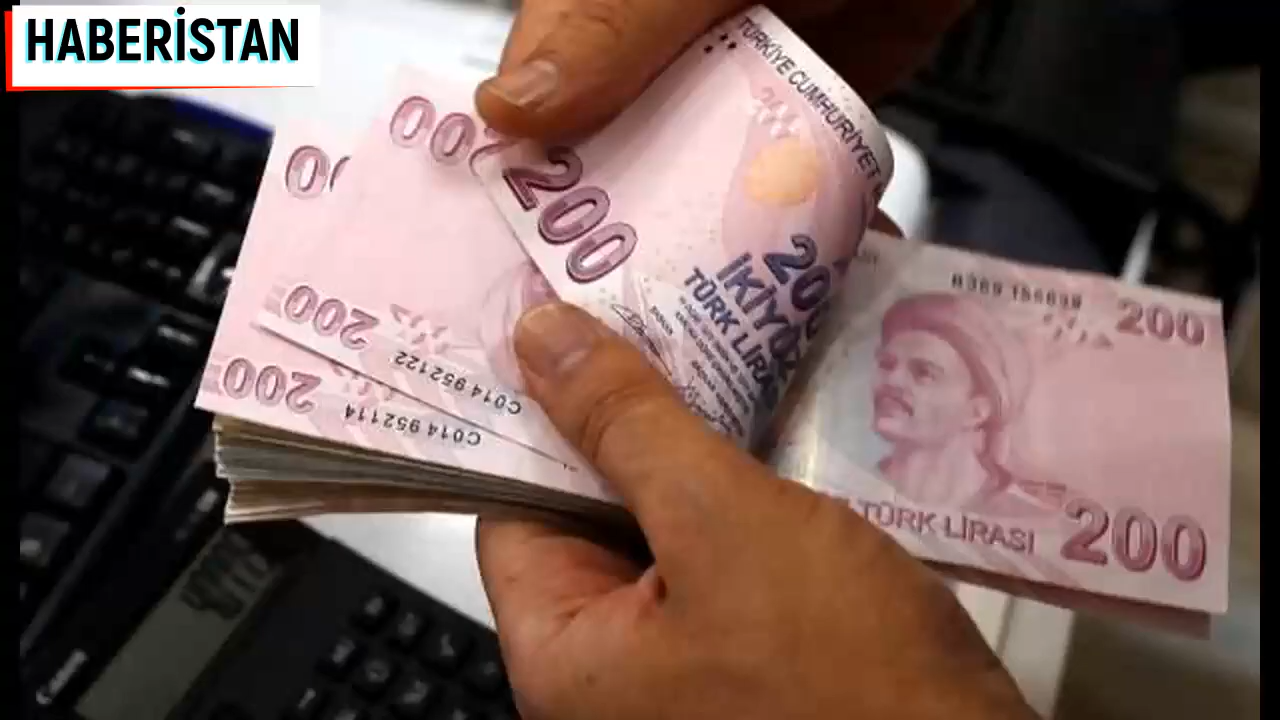 HABERİSTAN
TÜRKİYE CUMHURİYET
200
200
200
İKİYÜZ
TÜRK LİRASI
200
200
C014 952122
C014 952114
200
TÜRK LİRASI
200